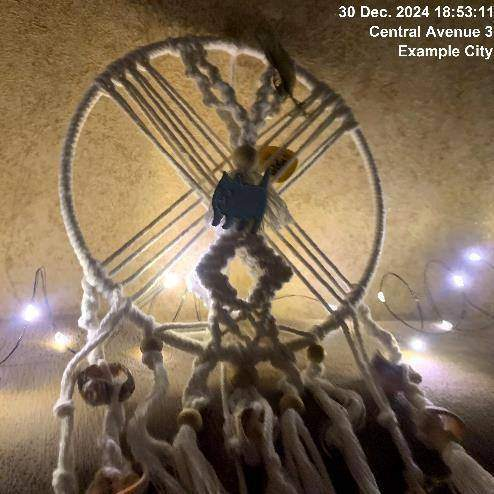 30 Dec. 2024 18:53:11
Central Avenue 3
Example City